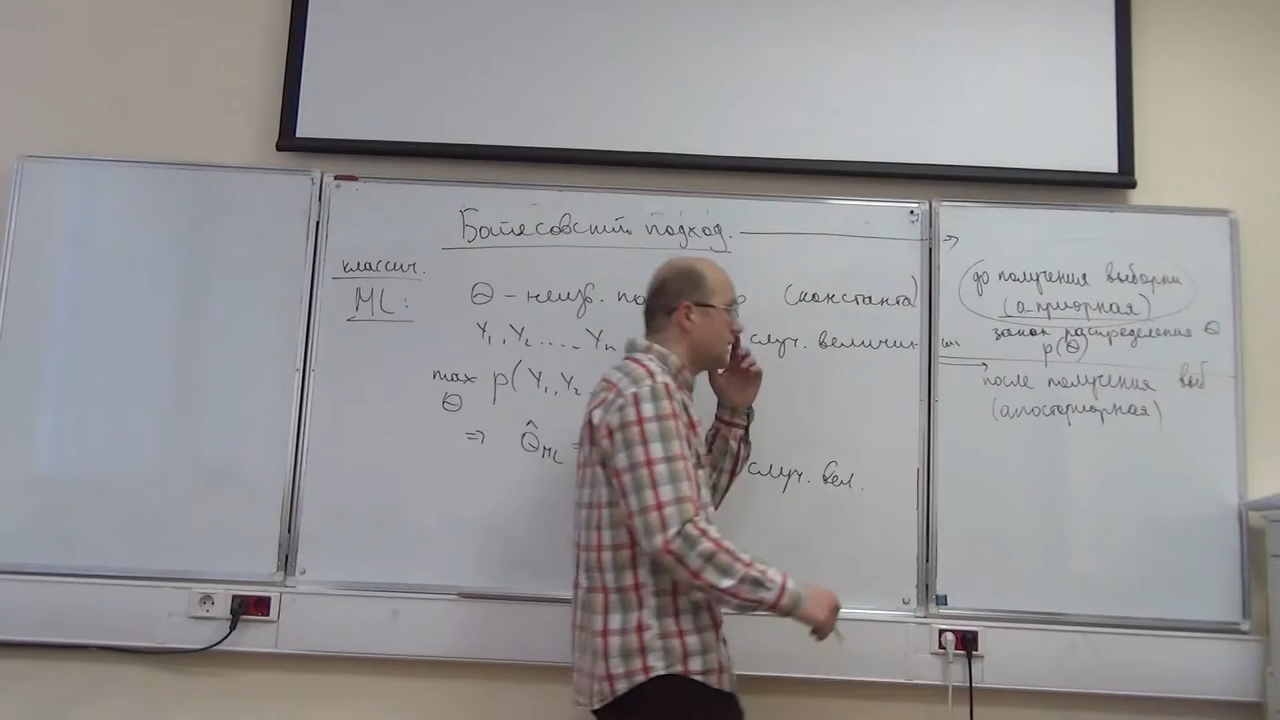 Байесовский подход.
классич.
ML:
Θ - неизв. (константа)
Y₁, Y₂ .... Yₙ случ. величин
max p(Y₁, Y₂
Θ
⇒ Θ̂ML = случ. вел.
до получения выборки
(априорная)
закон распределения Θ
p(Θ)
после получения выб
(апостериорная)